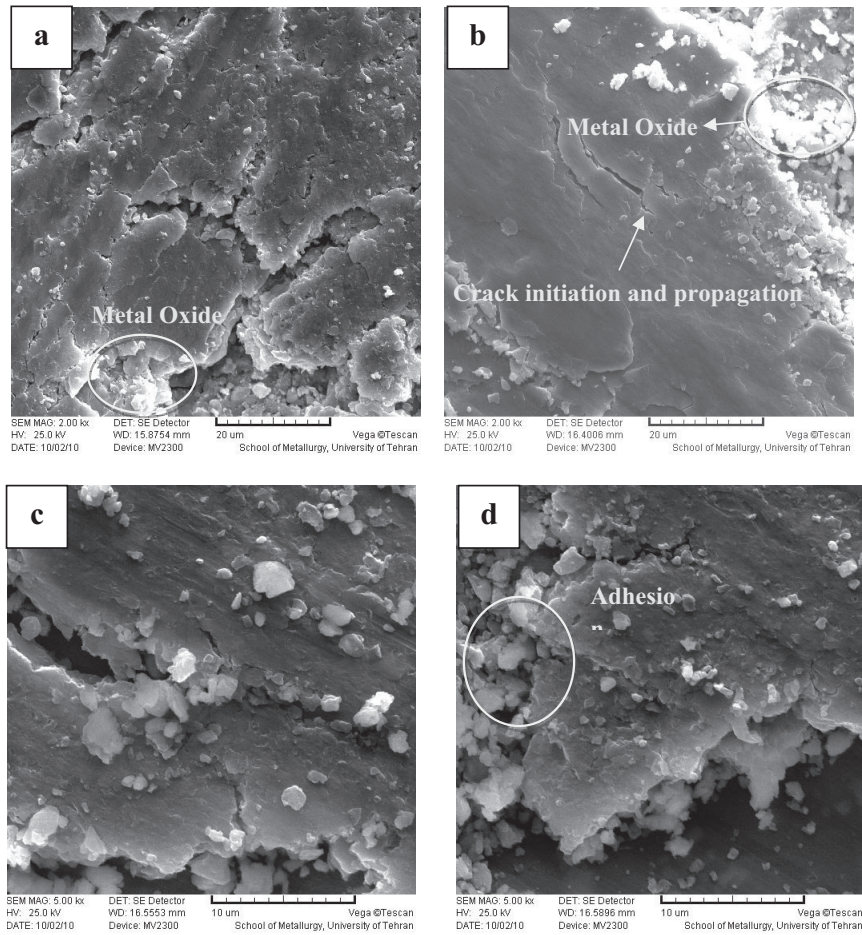 a
Metal Oxide
SEM MAG: 2.00 kx DET: SE Detector
HV: 25.0 kV WD: 15.8754 mm 20 um Vega ©Tescan
DATE: 10/02/10 Device: MV2300 School of Metallurgy, University of Tehran
b
Metal Oxide
Crack initiation and propagation
SEM MAG: 2.00 kx DET: SE Detector
HV: 25.0 kV WD: 16.4006 mm 20 um Vega ©Tescan
DATE: 10/02/10 Device: MV2300 School of Metallurgy, University of Tehran
c
SEM MAG: 5.00 kx DET: SE Detector
HV: 25.0 kV WD: 16.5553 mm 10 um Vega ©Tescan
DATE: 10/02/10 Device: MV2300 School of Metallurgy, University of Tehran
d
Adhesio
n
SEM MAG: 5.00 kx DET: SE Detector
HV: 25.0 kV WD: 16.5896 mm 10 um Vega ©Tescan
DATE: 10/02/10 Device: MV2300 School of Metallurgy, University of Tehran